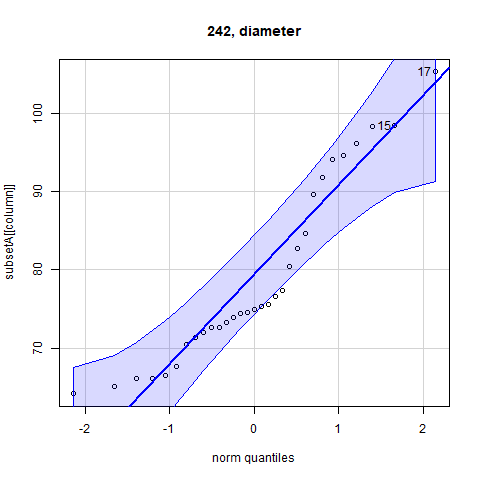 242, diameter
subsetA[[column]]
100
90
80
70
17
15
-2 -1 0 1 2
norm quantiles